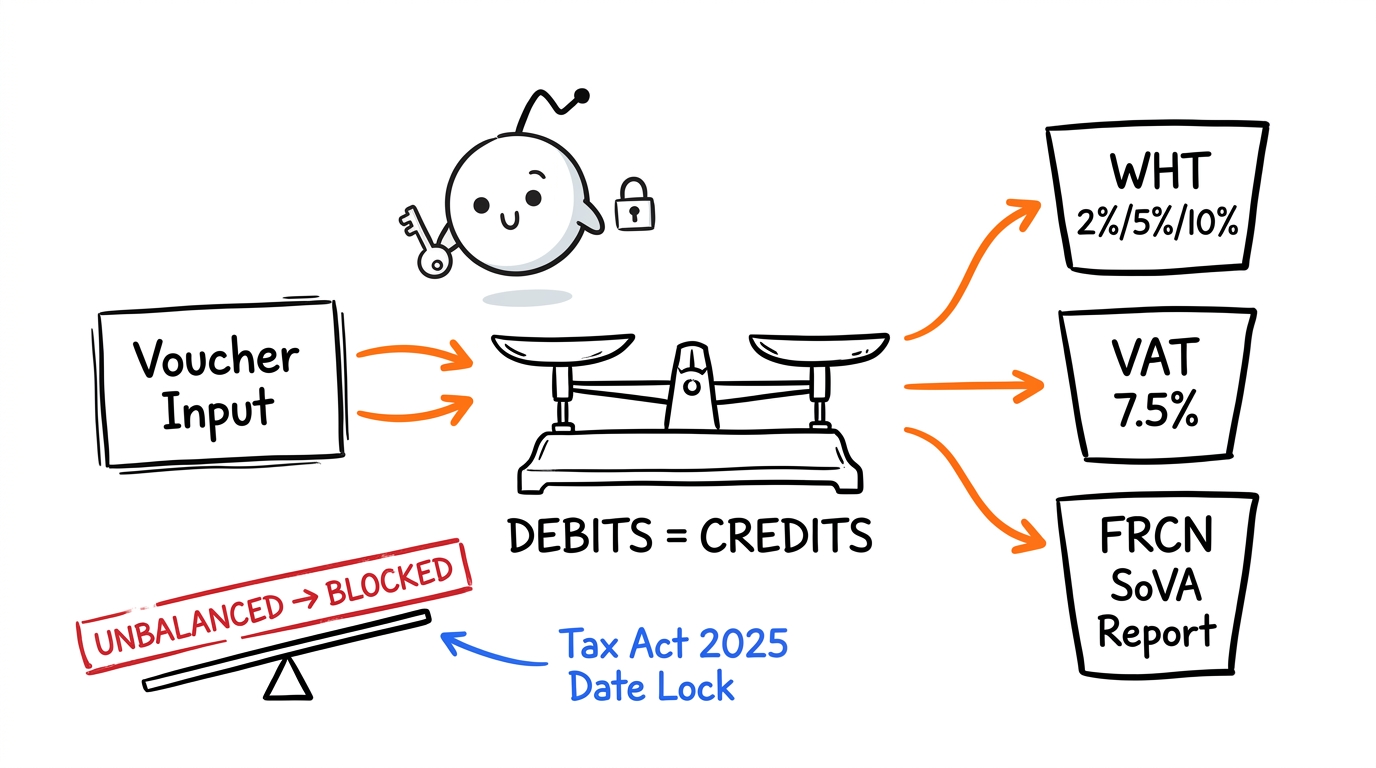 Voucher
Input
DEBITS = CREDITS
UNBALANCED → BLOCKED
Tax Act 2025
Date Lock
WHT
2%/5%/10%
VAT
7.5%
FRCN
SoVA
Report